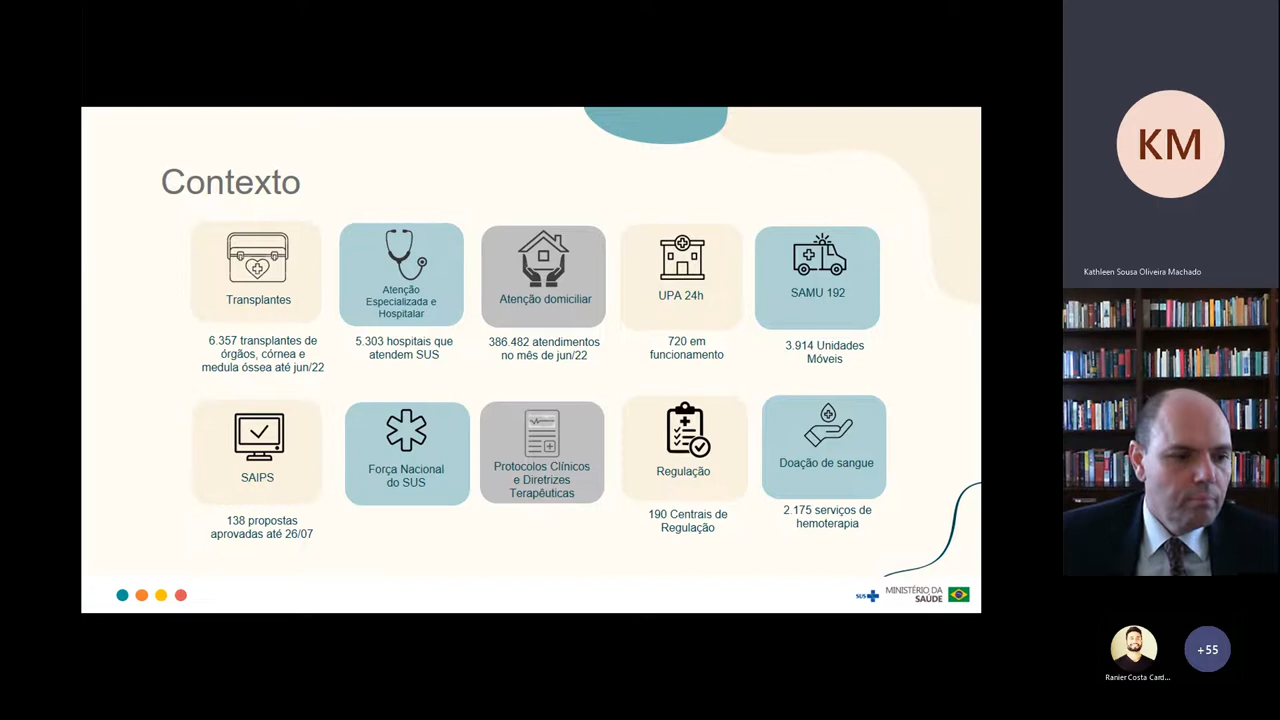 Contexto
Transplantes
6.357 transplantes de
órgãos, córnea e
medula óssea até jun/22
Atenção
Especializada e
Hospitalar
5.303 hospitais que
atendem SUS
Atenção domiciliar
386.482 atendimentos
no mês de jun/22
UPA 24h
720 em
funcionamento
SAMU 192
3.914 Unidades
Móveis
SAIPS
138 propostas
aprovadas até 26/07
Força Nacional
do SUS
Protocolos Clínicos
e Diretrizes
Terapêuticas
Regulação
190 Centrais de
Regulação
Doação de sangue
2.175 serviços de
hemoterapia
SUS
MINISTÉRIO DA
SAÚDE
KM
Kathleen Sousa Oliveira Machado
Ranier Costa Card...
+55